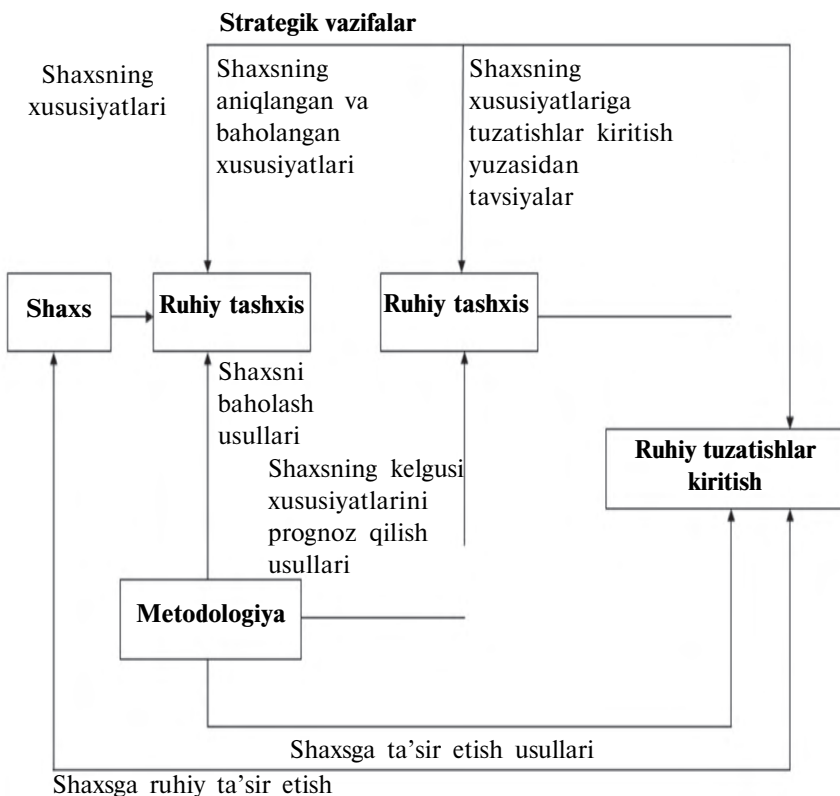 Strategik vazifalar
Shaxsning
xususiyatlari
Shaxsning
aniqlangan va
baholangan
xususiyatlari
Shaxsning
xususiyatlariga
tuzatishlar kiritish
yuzasidan
tavsiyalar
Shaxs
Ruhiy tashxis
Ruhiy tashxis
Shaxsni
baholash
usullari
Shaxsning kelgusi
xususiyatlarini
prognoz qilish
usullari
Ruhiy tuzatishlar
kiritish
Metodologiya
Shaxsga ta’sir etish usullari
Shaxsga ruhiy ta’sir etish